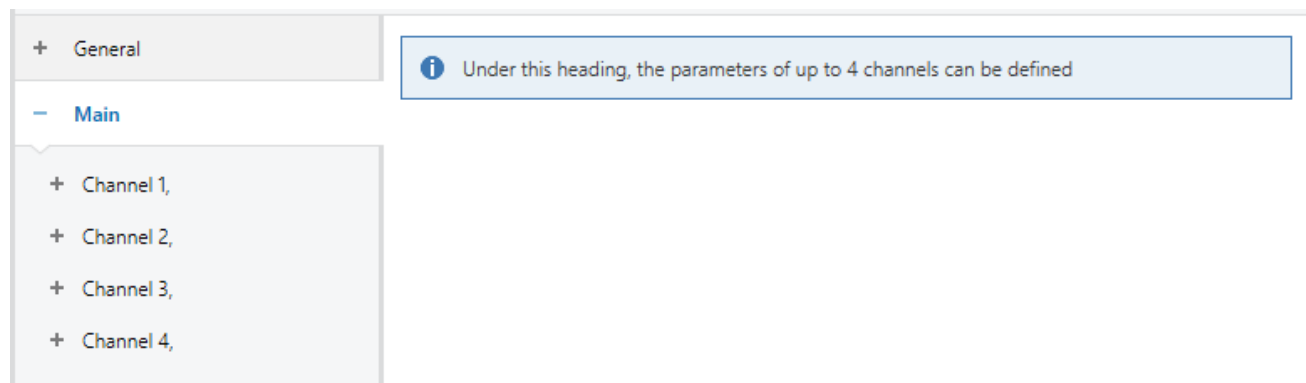 General
Under this heading, the parameters of up to 4 channels can be defined
Main
Channel 1,
Channel 2,
Channel 3,
Channel 4,